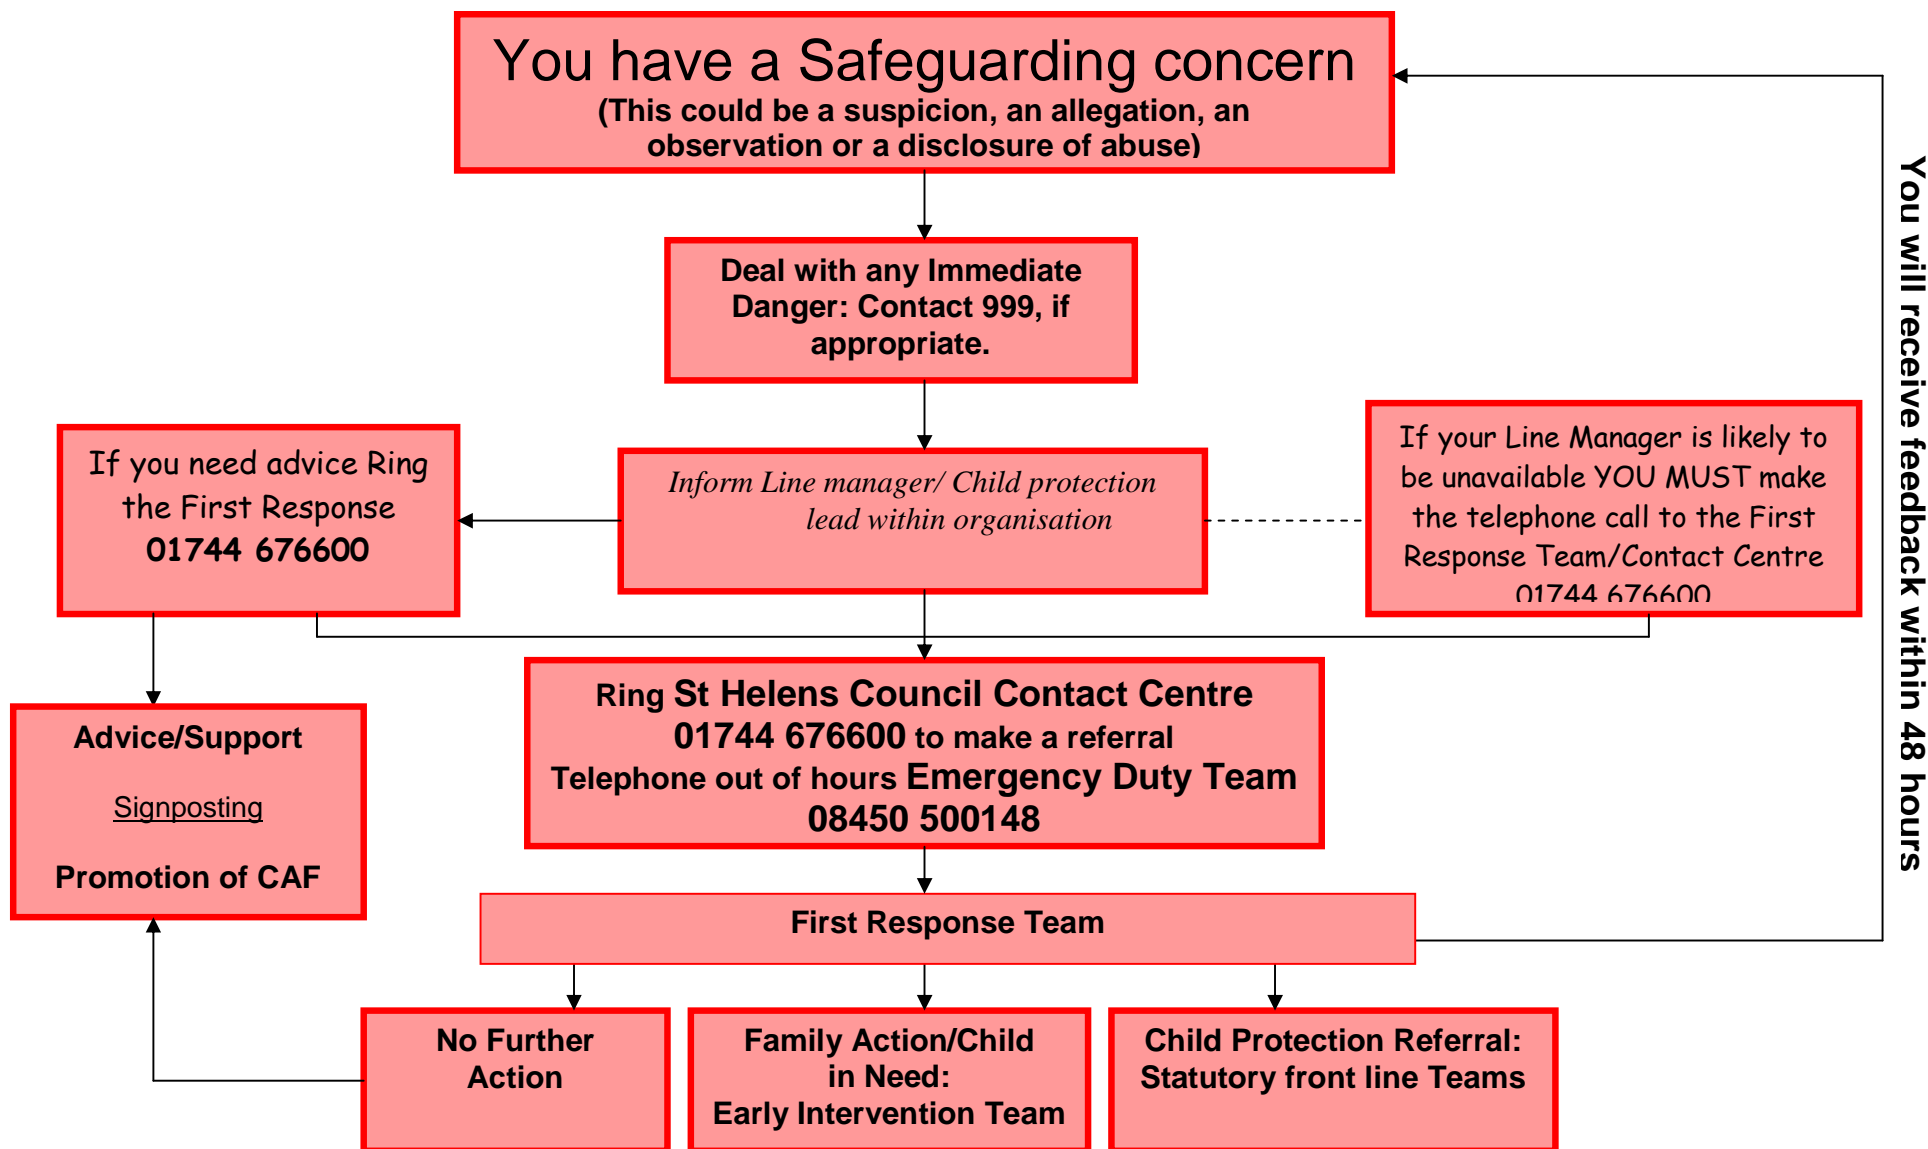 You have a Safeguarding concern
(This could be a suspicion, an allegation, an
observation or a disclosure of abuse)
Deal with any Immediate
Danger: Contact 999, if
appropriate.
If you need advice Ring
the First Response
01744 676600
Inform Line manager/ Child protection
lead within organisation
If your Line Manager is likely to
be unavailable YOU MUST make
the telephone call to the First
Response Team/Contact Centre
01744 676600
You will receive feedback within 48 hours
Ring St Helens Council Contact Centre
01744 676600 to make a referral
Telephone out of hours Emergency Duty Team
08450 500148
Advice/Support
Signposting
Promotion of CAF
First Response Team
No Further
Action
Family Action/Child
in Need:
Early Intervention Team
Child Protection Referral:
Statutory front line Teams